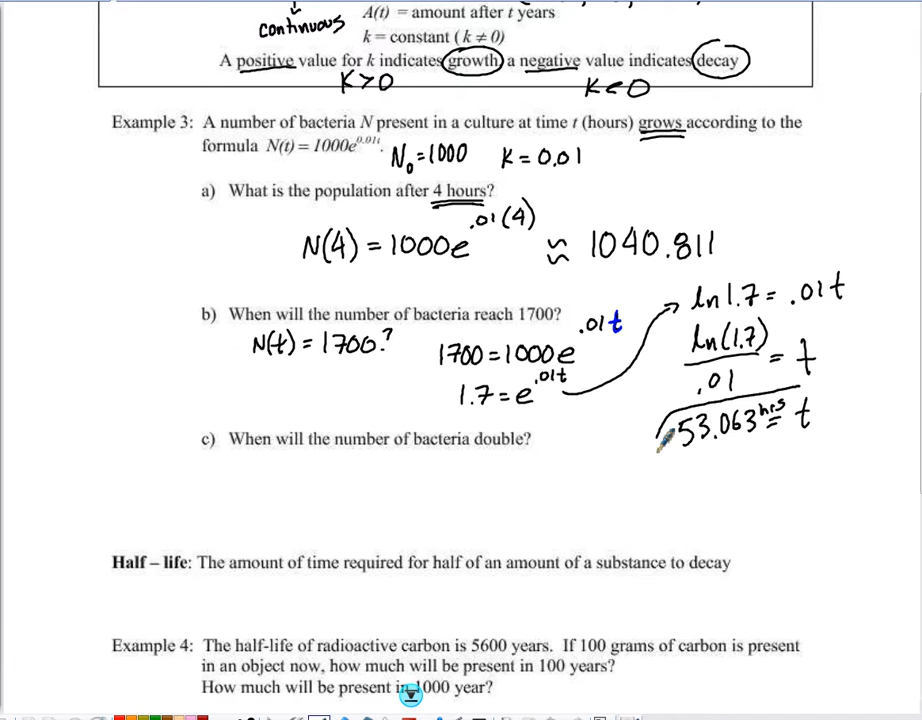 continuous A(t) = amount after t years
k = constant ( k ≠ 0)
A positive value for k indicates growth, a negative value indicates decay
K>0 K<0
Example 3: A number of bacteria N present in a culture at time t (hours) grows according to the
formula N(t) = 1000e^0.01t. N₀=1000 K=0.01
a) What is the population after 4 hours?
N(4) = 1000e^.01(4) ≈ 1040.811
b) When will the number of bacteria reach 1700?
N(t) = 1700?
1700=1000e^.01t
1.7=e^.01t
ln1.7= .01t
ln(1.7)/.01 = t
53.063 hrs = t
c) When will the number of bacteria double?
Half – life: The amount of time required for half of an amount of a substance to decay
Example 4: The half-life of radioactive carbon is 5600 years. If 100 grams of carbon is present
in an object now, how much will be present in 100 years?
How much will be present in 1000 year?